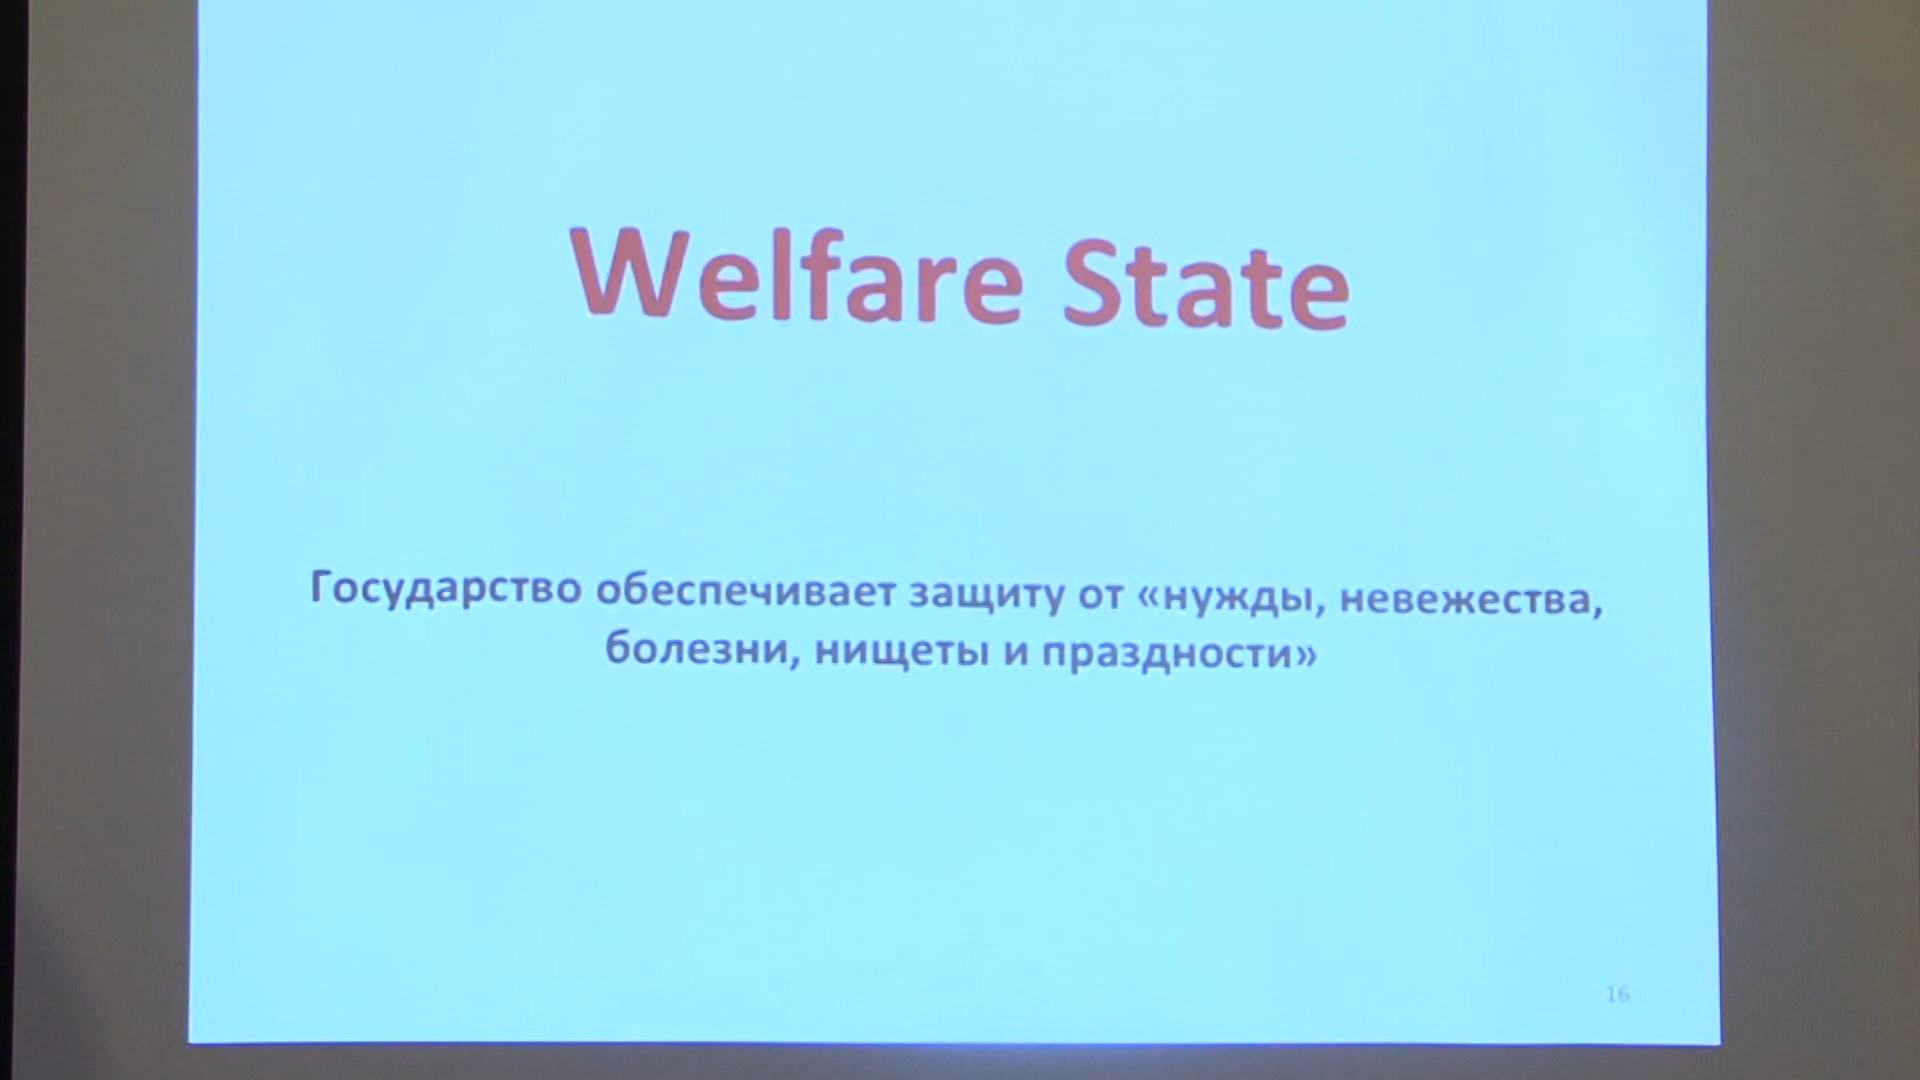 Welfare State
Государство обеспечивает защиту от «нужды, невежества,
болезни, нищеты и праздности»
16